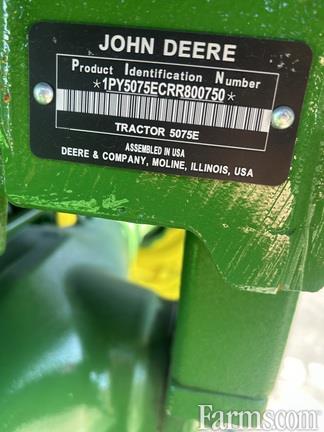 JOHN DEERE
Product Identification Number
*1PY5075ECRR800750*
TRACTOR 5075E
ASSEMBLED IN USA
DEERE & COMPANY, MOLINE, ILLINOIS, USA
Farms.com